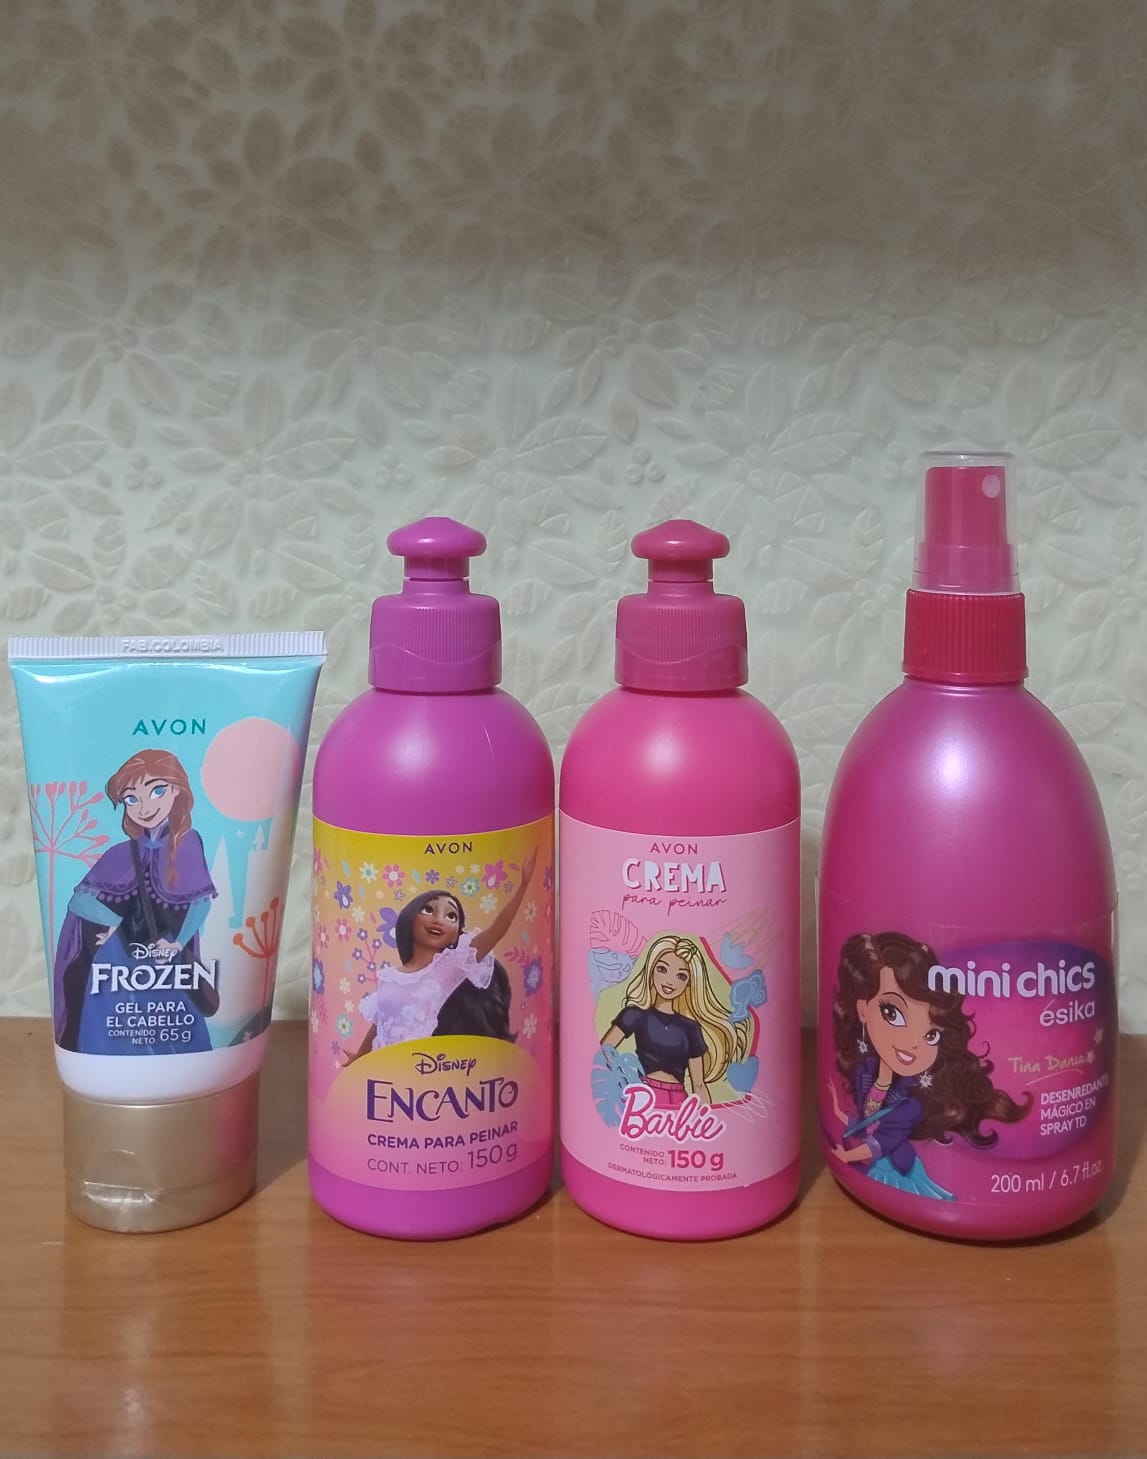 FAB.COLOMBIA
AVON
Disney
FROZEN
GEL PARA
EL CABELLO
CONTENIDO
NETO. 65 g
AVON
Disney
ENCANTO
CREMA PARA PEINAR
CONT. NETO: 150 g
AVON
CREMA
para peinar
Barbie
CONTENIDO
NETO: 150 g
DERMATOLÓGICAMENTE PROBADA
mini chics
ésika
Tina Dance
DESENREDANTE
MÁGICO EN
SPRAY TD
200 ml / 6.7 fl.oz